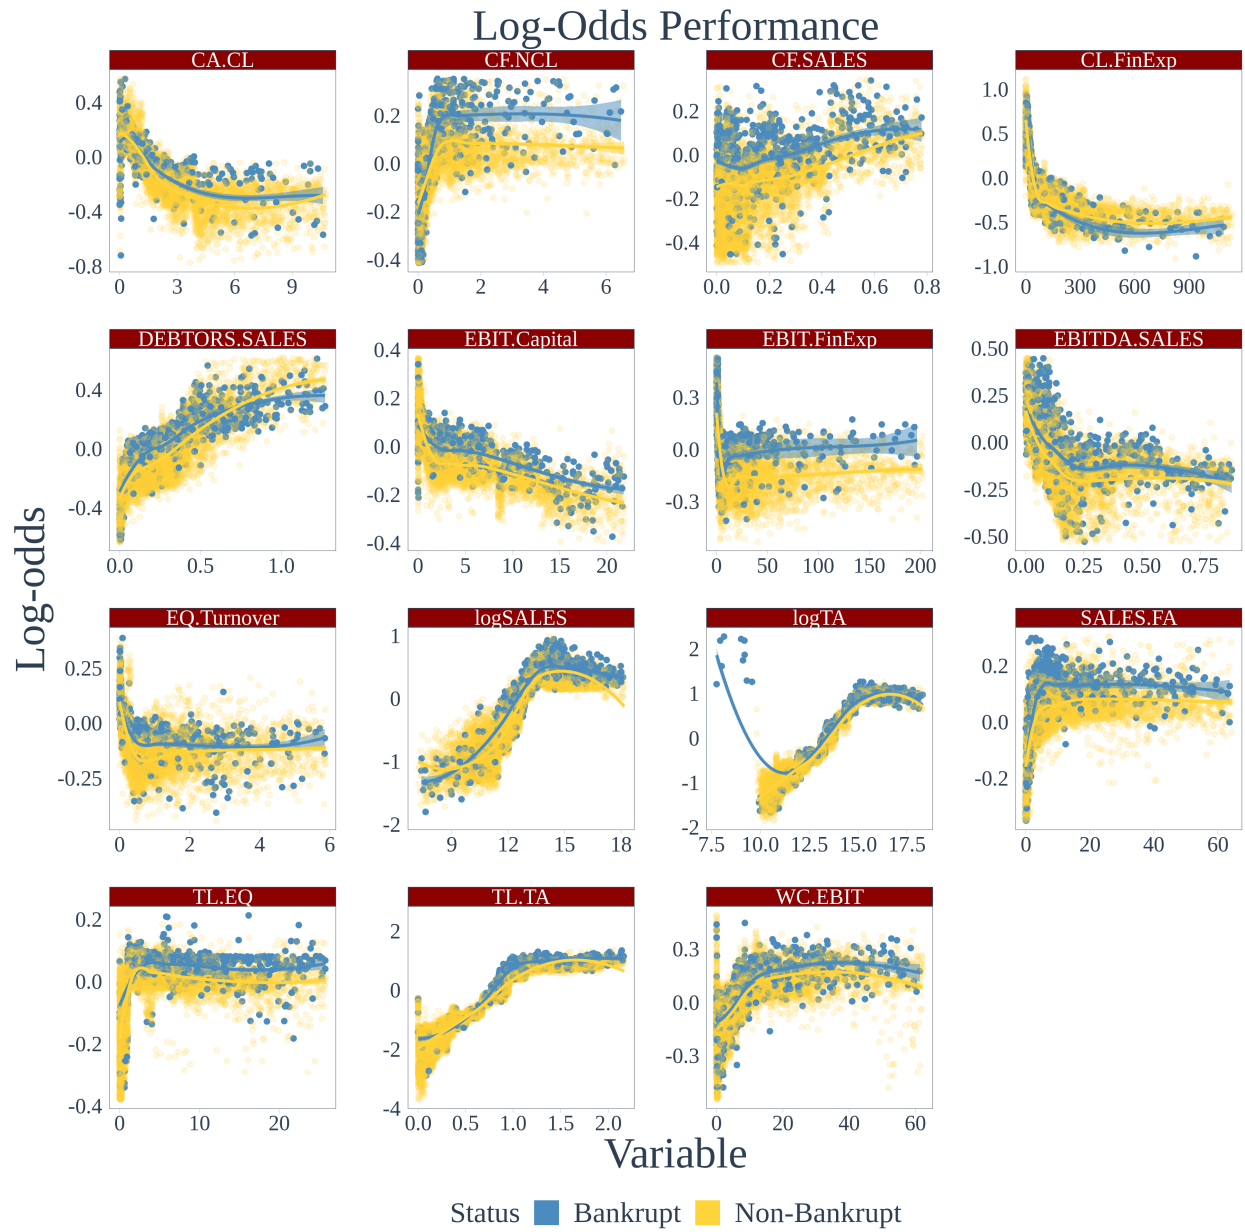 Log-Odds Performance
CA.CL CF.NCL CF.SALES CL.FinExp
0.4 0.0 -0.4 -0.8
0 3 6 9
0.2 0.0 -0.2 -0.4
0 2 4 6
0.2 0.0 -0.2 -0.4
0.0 0.2 0.4 0.6 0.8
1.0 0.5 0.0 -0.5 -1.0
0 300 600 900
DEBTORS.SALES EBIT.Capital EBIT.FinExp EBITDA.SALES
0.4 0.0 -0.4
0.0 0.5 1.0
0.4 0.2 0.0 -0.2 -0.4
0 5 10 15 20
0.3 0.0 -0.3
0 50 100 150 200
0.50 0.25 0.00 -0.25 -0.50
0.00 0.25 0.50 0.75
Log-odds
EQ.Turnover logSALES logTA SALES.FA
0.25 0.00 -0.25
0 2 4 6
1 0 -1 -2
9 12 15 18
2 1 0 -1 -2
7.5 10.0 12.5 15.0 17.5
0.2 0.0 -0.2
0 20 40 60
TL.EQ TL.TA WC.EBIT
0.2 0.0 -0.2 -0.4
0 10 20
2 0 -2 -4
0.0 0.5 1.0 1.5 2.0
0.3 0.0 -0.3
0 20 40 60
Variable
Status Bankrupt Non-Bankrupt